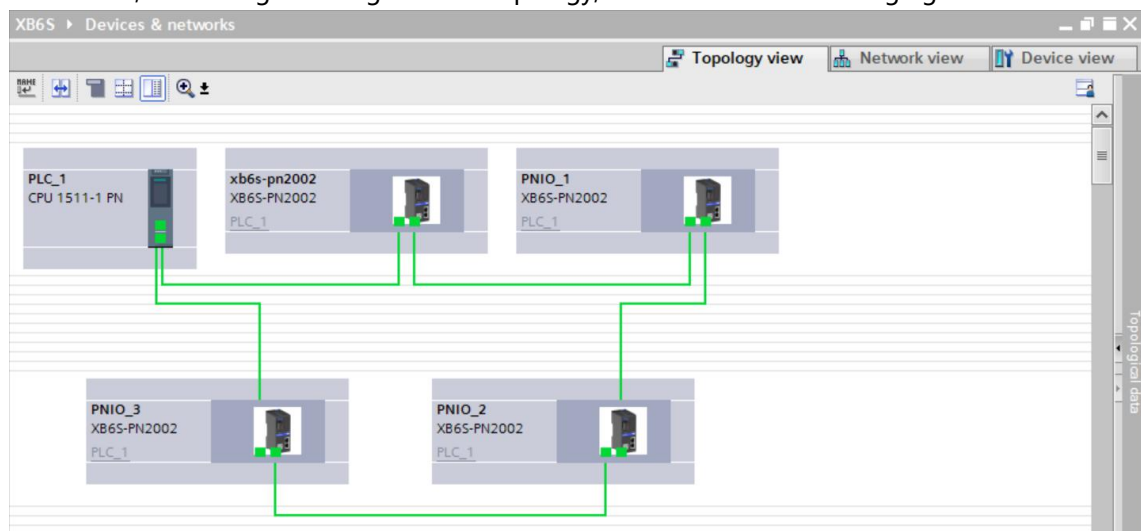 XB6S ▸ Devices & networks
Topology view
Network view
Device view
NAME
PLC_1
CPU 1511-1 PN
xb6s-pn2002
XB6S-PN2002
PLC_1
PNIO_1
XB6S-PN2002
PLC_1
PNIO_3
XB6S-PN2002
PLC_1
PNIO_2
XB6S-PN2002
PLC_1
Topological data